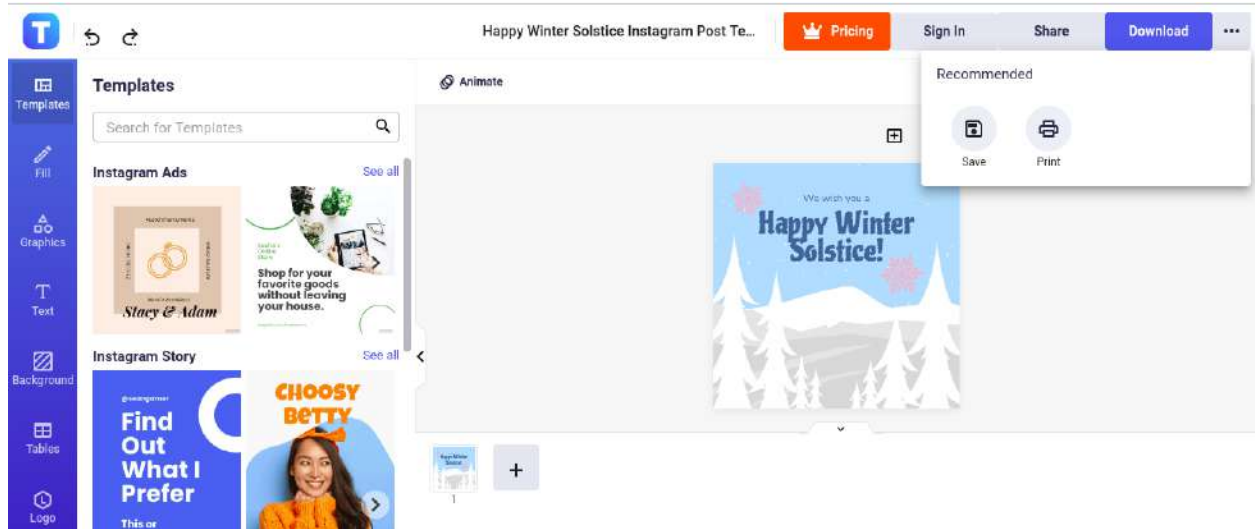 T
Happy Winter Solstice Instagram Post Te...
Pricing
Sign In
Share
Download
Templates
Fill
Graphics
Text
Background
Tables
Logo
Templates
Search for Templates
Instagram Ads
See all
Stacy & Adam
Shop for your
favorite goods
without leaving
your house.
Instagram Story
See all
Find
Out
What I
Prefer
This or
CHOOSY
BETTY
Animate
Recommended
Save
Print
We wish you a
Happy Winter
Solstice!
Happy Winter
Solstice!
1